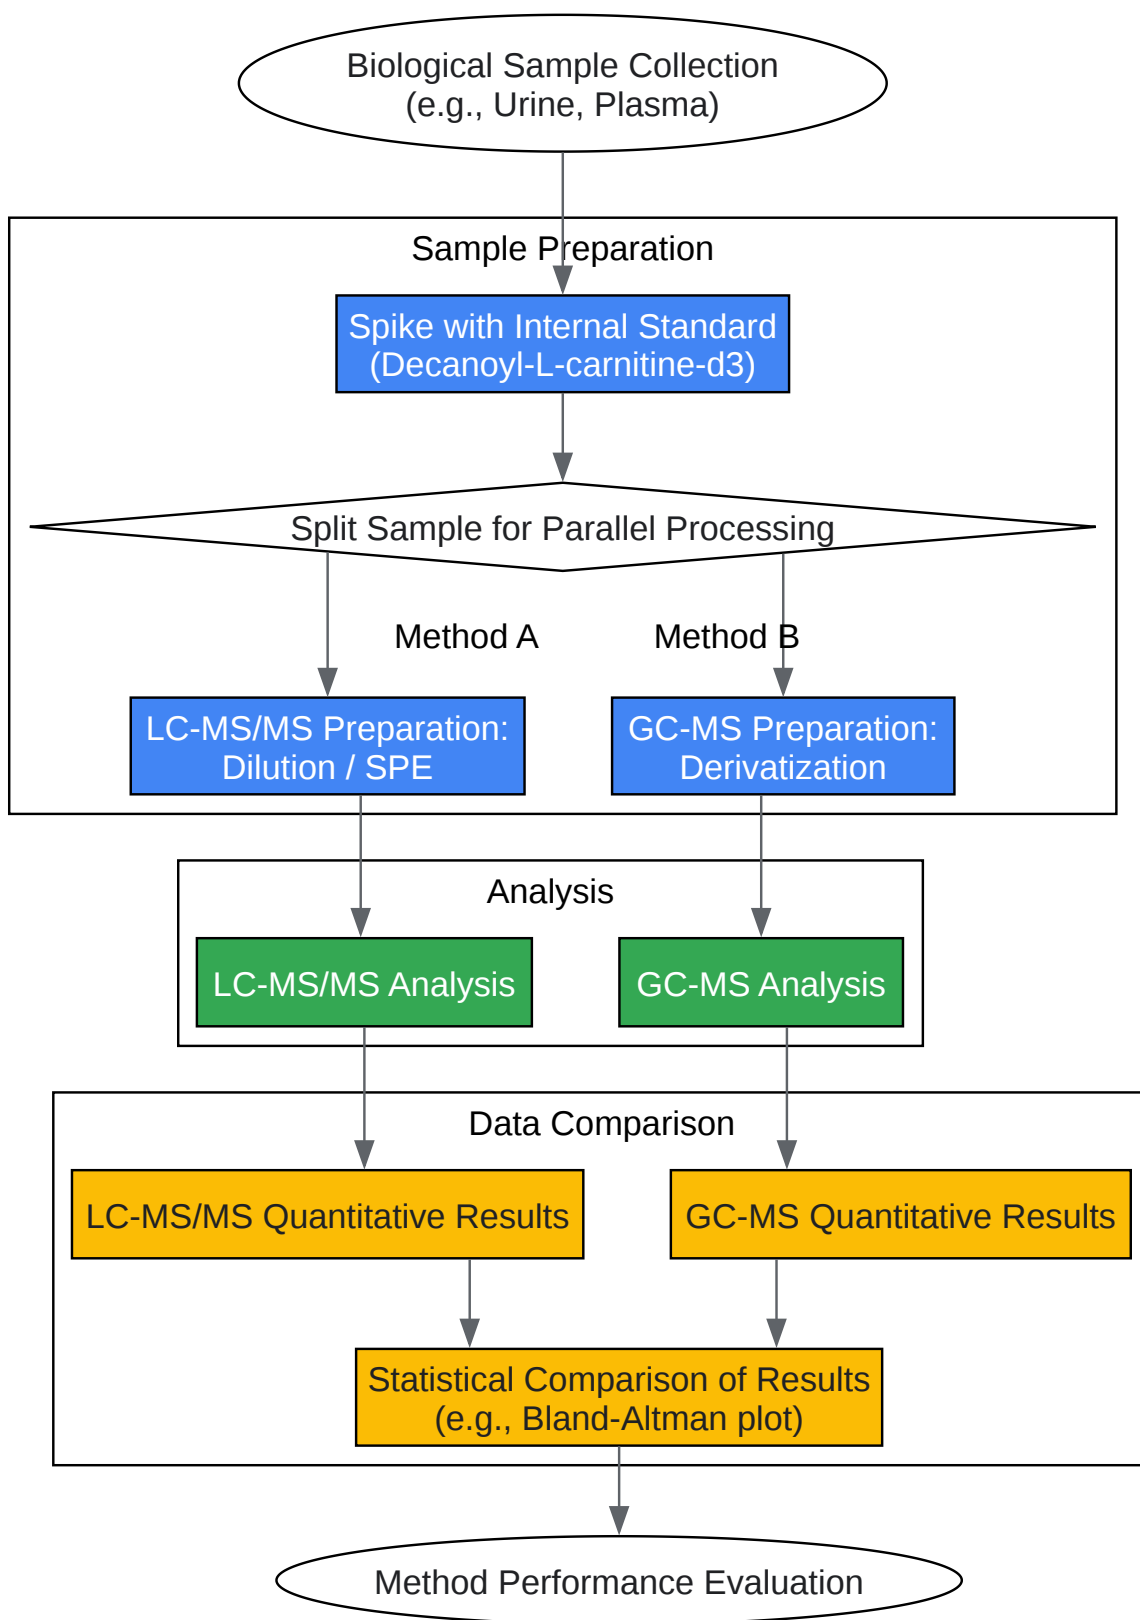 Biological Sample Collection
(e.g., Urine, Plasma)
Sample Preparation
Spike with Internal Standard
(Decanoyl-L-carnitine-d3)
Split Sample for Parallel Processing
Method A
Method B
LC-MS/MS Preparation:
Dilution / SPE
GC-MS Preparation:
Derivatization
Analysis
LC-MS/MS Analysis
GC-MS Analysis
Data Comparison
LC-MS/MS Quantitative Results
GC-MS Quantitative Results
Statistical Comparison of Results
(e.g., Bland-Altman plot)
Method Performance Evaluation